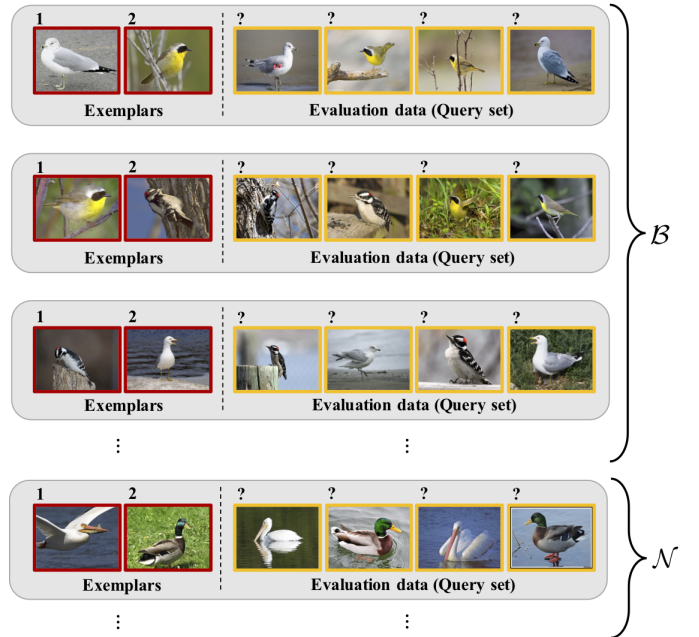 1 2 ? ? ? ?
Exemplars Evaluation data (Query set)
1 2 ? ? ? ?
Exemplars Evaluation data (Query set)
ℬ
1 2 ? ? ? ?
Exemplars Evaluation data (Query set)
⋮ ⋮
1 2 ? ? ? ?
Exemplars Evaluation data (Query set)
𝒩
⋮ ⋮